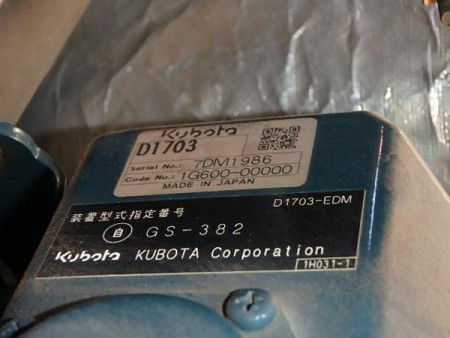 Kubota
D1703
Serial No.: 7DM1986
Code No.: 1G600-00000
MADE IN JAPAN
D1703-EDM
装置型式指定番号
自 GS-382
Kubota KUBOTA Corporation
1H031-1